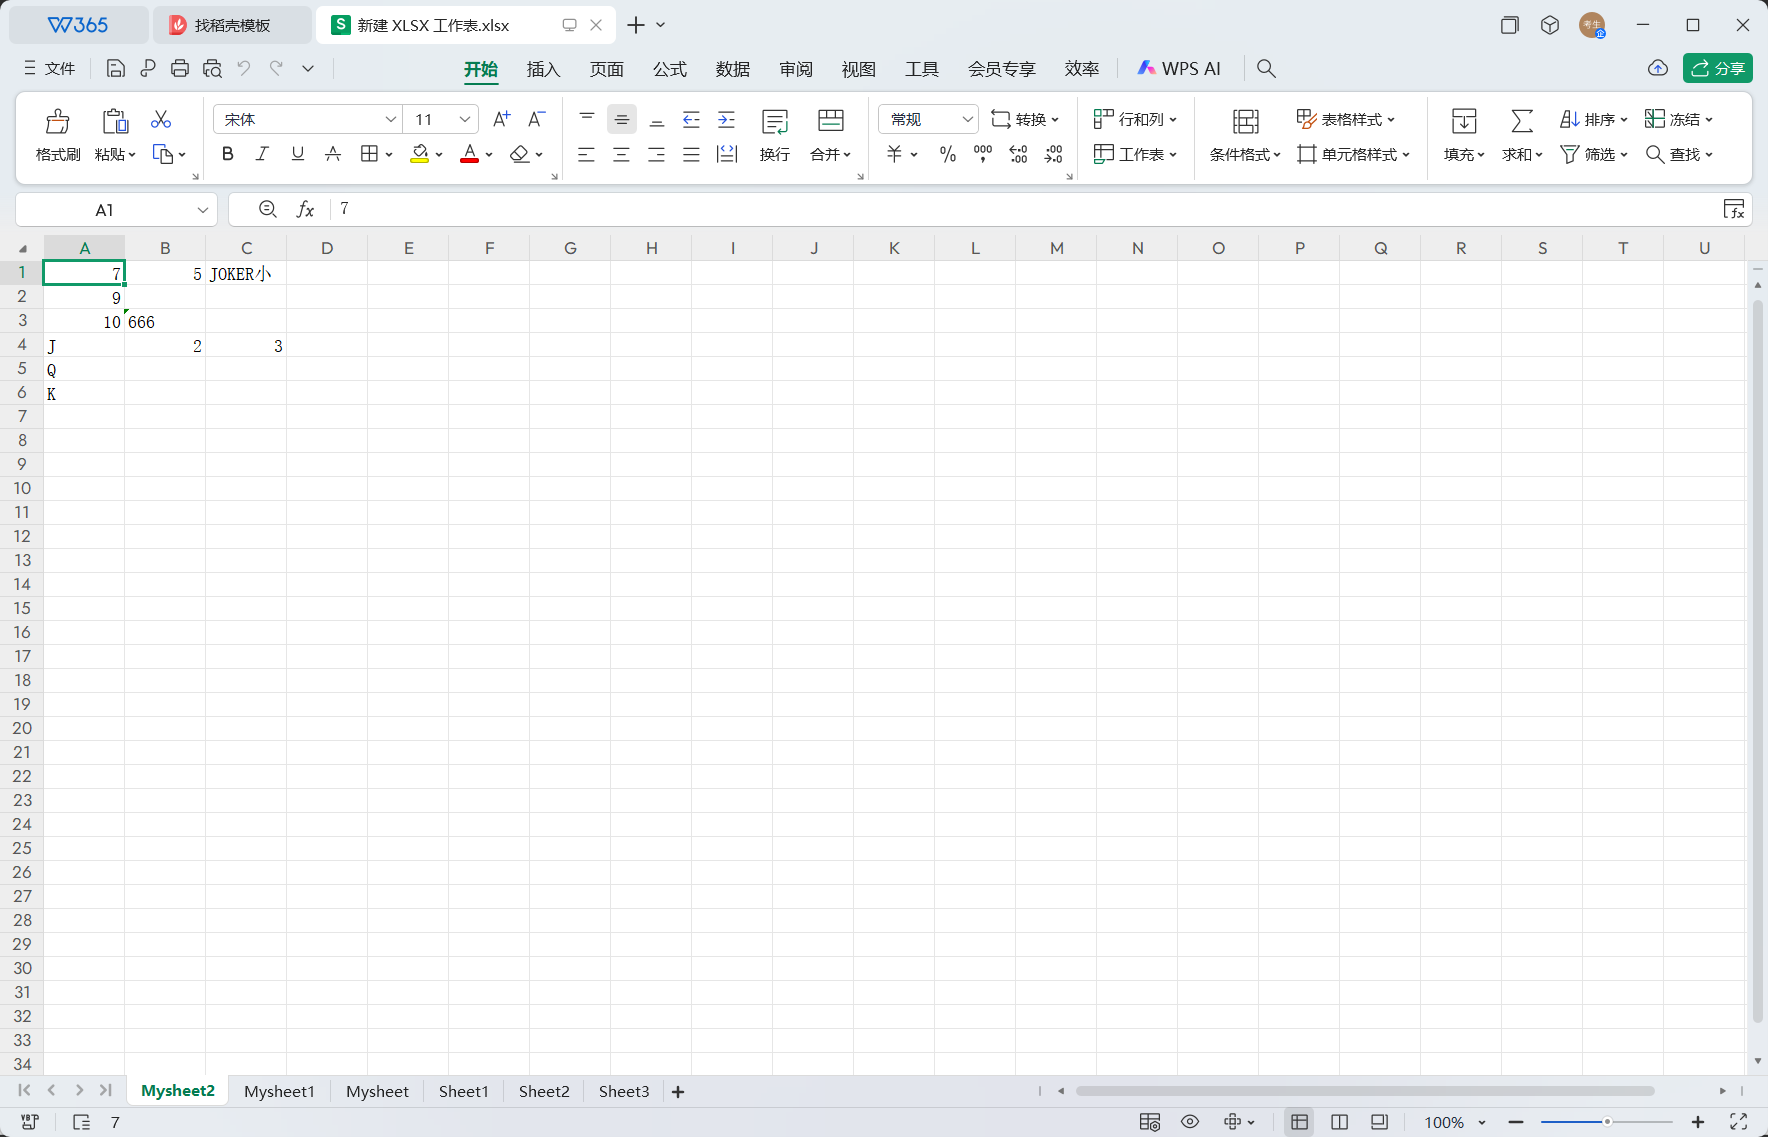 W365 找稻壳模板 新建 XLSX 工作表.xlsx 考生 企
文件 开始 插入 页面 公式 数据 审阅 视图 工具 会员专享 效率 WPS AI 分享
宋体 11 A+ A- 常规 转换 行和列 表格样式 排序 冻结
格式刷 粘贴 B I U A A 换行 合并 羊 % 工作表 条件格式 单元格样式 填充 求和 筛选 查找
A1 fx 7
A B C D E F G H I J K L M N O P Q R S T U
1 7 5 JOKER小
2 9
3 10 666
4 J 2 3
5 Q
6 K
7
8
9
10
11
12
13
14
15
16
17
18
19
20
21
22
23
24
25
26
27
28
29
30
31
32
33
34
Mysheet2 Mysheet1 Mysheet Sheet1 Sheet2 Sheet3
7 100%